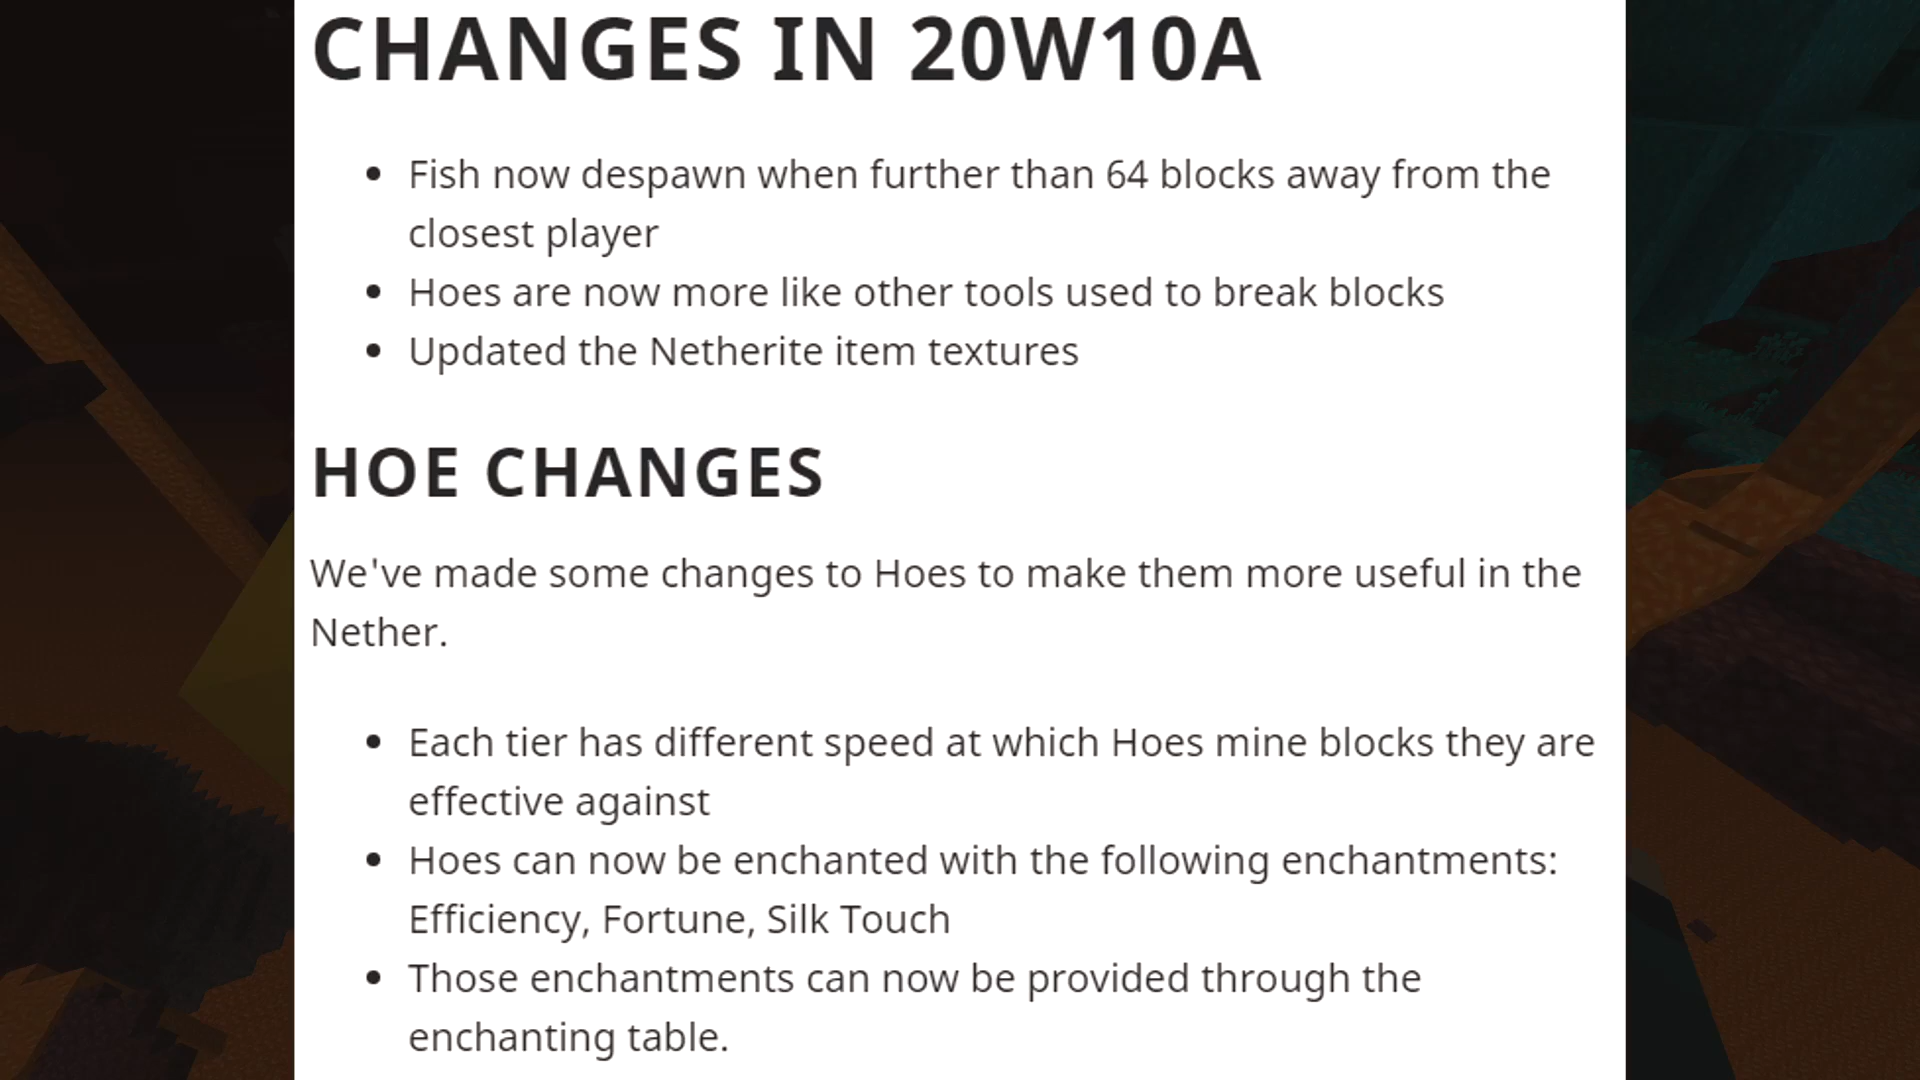 CHANGES IN 20W10A
• Fish now despawn when further than 64 blocks away from the
closest player
• Hoes are now more like other tools used to break blocks
• Updated the Netherite item textures
HOE CHANGES
We've made some changes to Hoes to make them more useful in the
Nether.
• Each tier has different speed at which Hoes mine blocks they are
effective against
• Hoes can now be enchanted with the following enchantments:
Efficiency, Fortune, Silk Touch
• Those enchantments can now be provided through the
enchanting table.